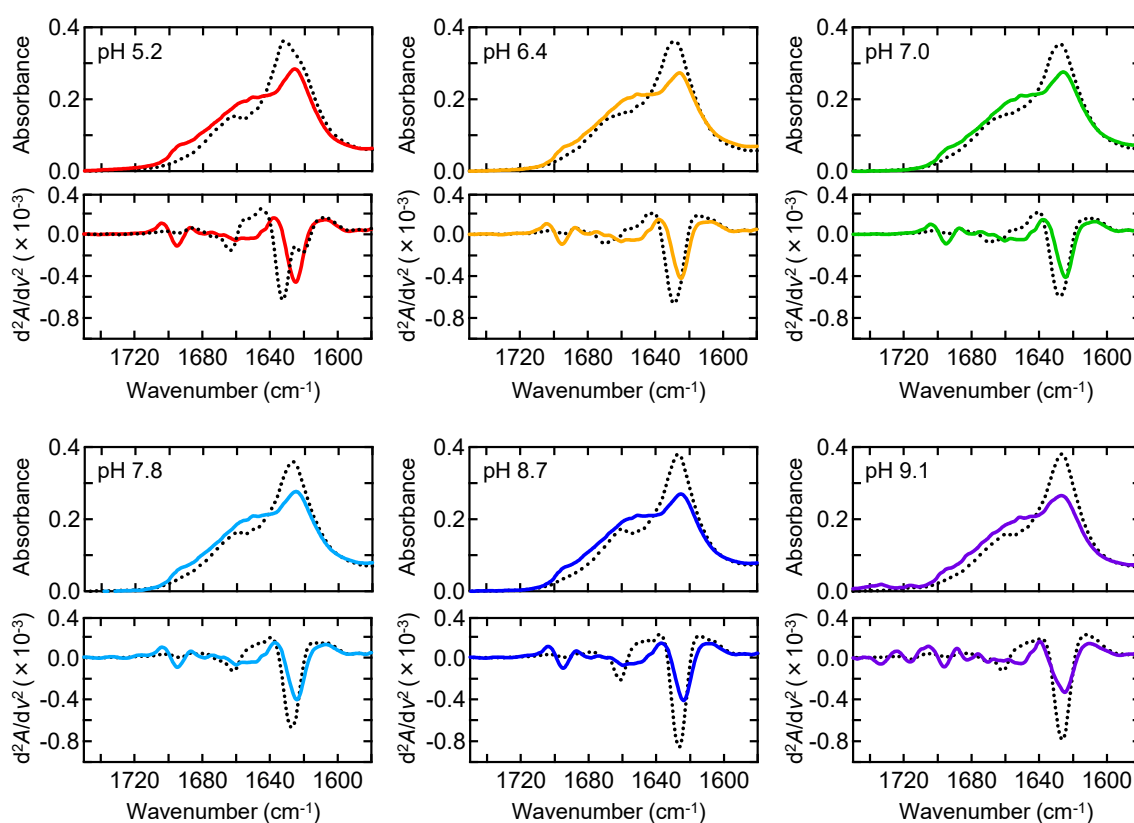 pH 5.2
Absorbance
0.4
0.2
0.0
d²A/dν² ( × 10⁻³)
0.4
0.0
-0.4
-0.8
1720 1680 1640 1600
Wavenumber (cm⁻¹)
pH 6.4
Absorbance
0.4
0.2
0.0
d²A/dν² ( × 10⁻³)
0.4
0.0
-0.4
-0.8
1720 1680 1640 1600
Wavenumber (cm⁻¹)
pH 7.0
Absorbance
0.4
0.2
0.0
d²A/dν² ( × 10⁻³)
0.4
0.0
-0.4
-0.8
1720 1680 1640 1600
Wavenumber (cm⁻¹)
pH 7.8
Absorbance
0.4
0.2
0.0
d²A/dν² ( × 10⁻³)
0.4
0.0
-0.4
-0.8
1720 1680 1640 1600
Wavenumber (cm⁻¹)
pH 8.7
Absorbance
0.4
0.2
0.0
d²A/dν² ( × 10⁻³)
0.4
0.0
-0.4
-0.8
1720 1680 1640 1600
Wavenumber (cm⁻¹)
pH 9.1
Absorbance
0.4
0.2
0.0
d²A/dν² ( × 10⁻³)
0.4
0.0
-0.4
-0.8
1720 1680 1640 1600
Wavenumber (cm⁻¹)